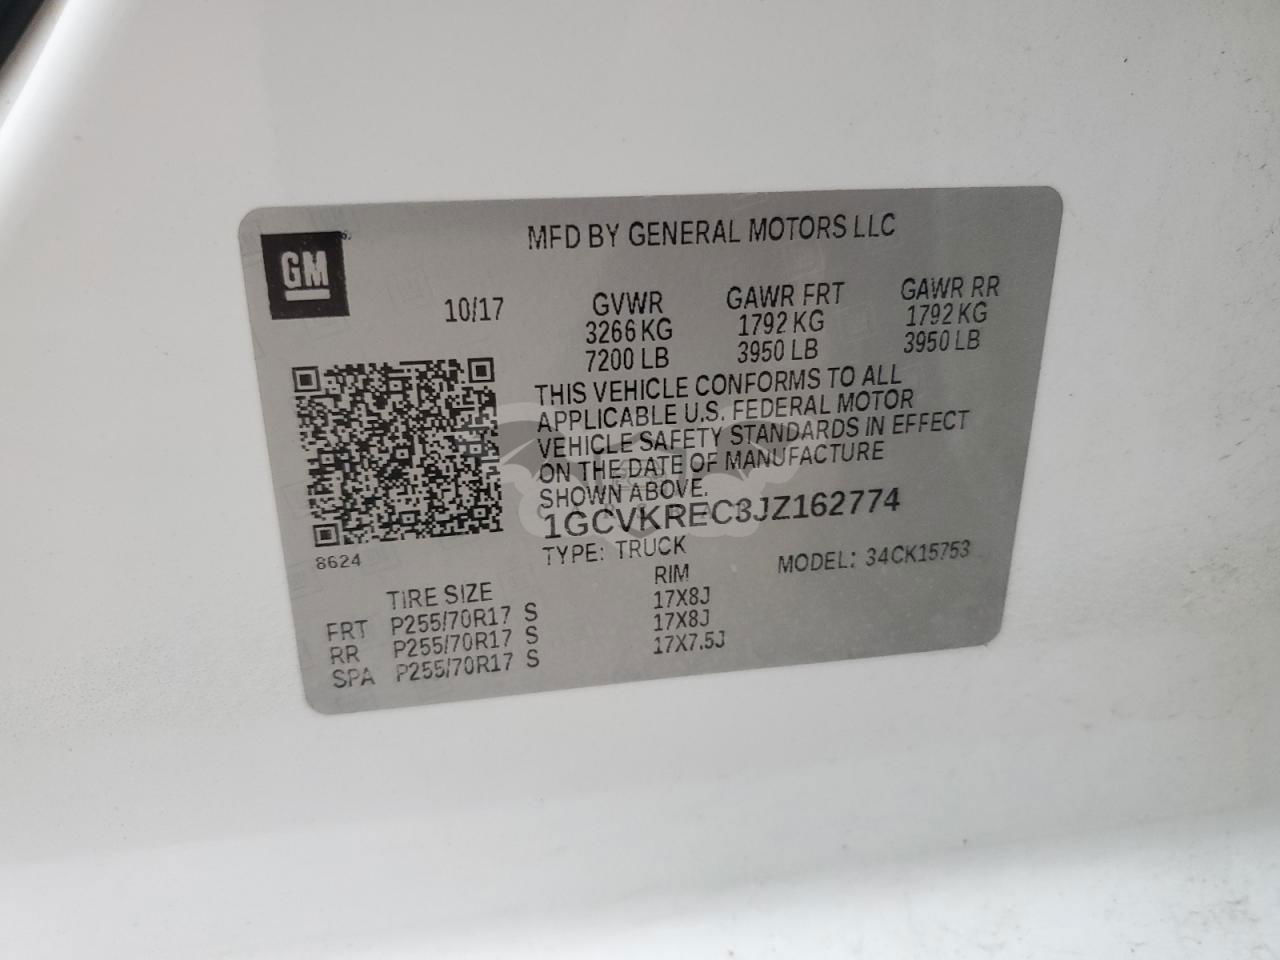 GM
MFD BY GENERAL MOTORS LLC
10/17
GVWR
3266 KG
7200 LB
GAWR FRT
1792 KG
3950 LB
GAWR RR
1792 KG
3950 LB
THIS VEHICLE CONFORMS TO ALL
APPLICABLE U.S. FEDERAL MOTOR
VEHICLE SAFETY STANDARDS IN EFFECT
ON THE DATE OF MANUFACTURE
SHOWN ABOVE.
1GCVKREC3JZ162774
8624
TYPE: TRUCK
MODEL: 34CK15753
TIRE SIZE
RIM
FRT P255/70R17 S 17X8J
RR P255/70R17 S 17X8J
SPA P255/70R17 S 17X7.5J